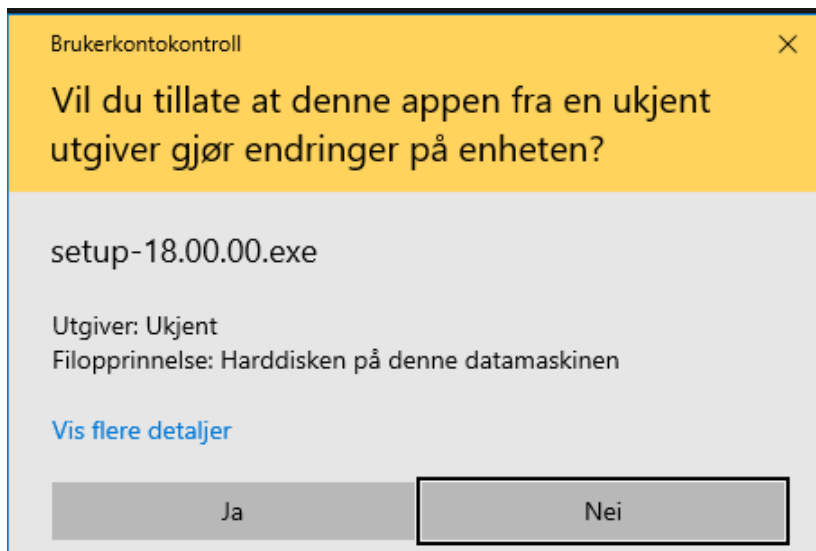 Brukerkontokontroll
Vil du tillate at denne appen fra en ukjent
utgiver gjør endringer på enheten?
setup-18.00.00.exe
Utgiver: Ukjent
Filopprinnelse: Harddisken på denne datamaskinen
Vis flere detaljer
Ja
Nei